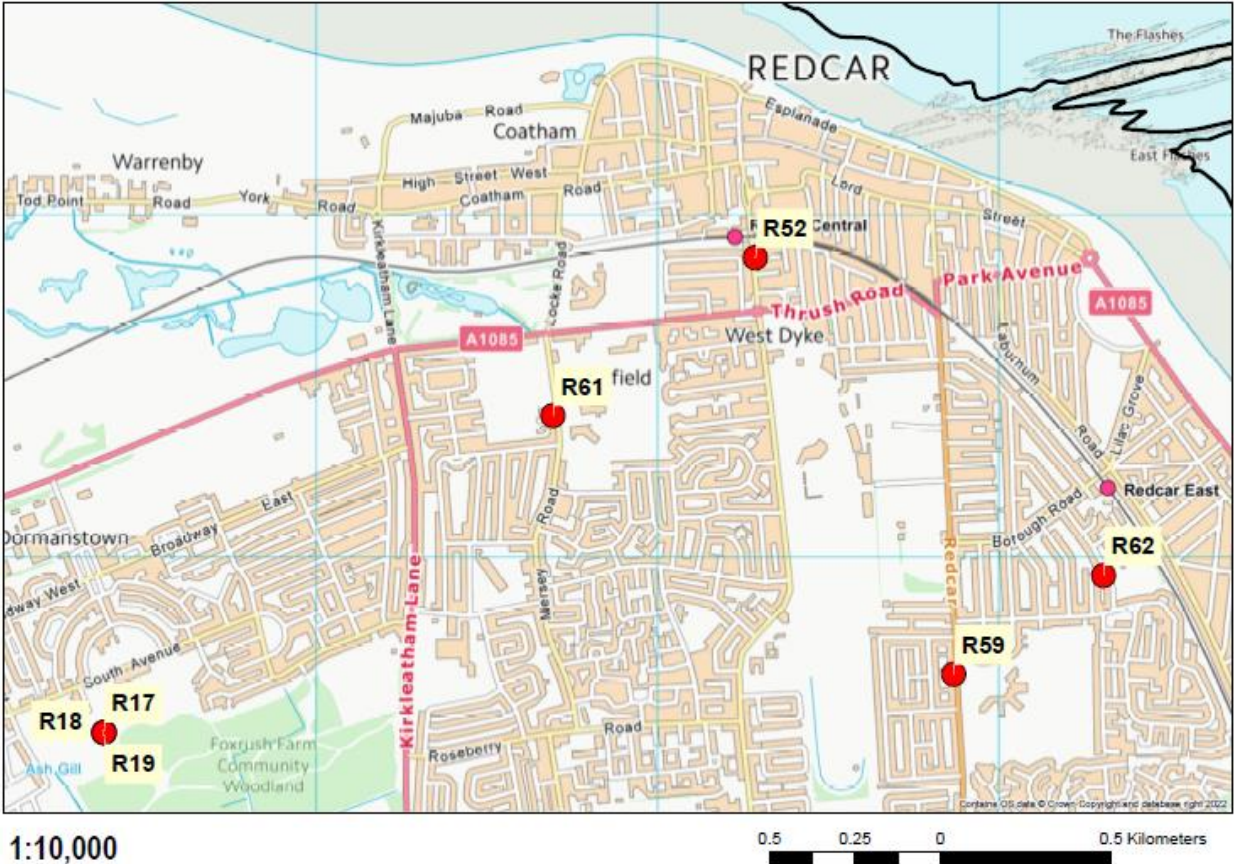 The Flashes
REDCAR
Esplanade
Majuba Road
Coatham
East Flashes
Warrenby
High Street West
Lord
Street
Tod Point
Road
York
Road
Coatham
Road
R52
Central
Kirkleatham Lane
Locke Road
Park Avenue
Thrush Road
A1085
A1085
West Dyke
Laburnum
Road
Lilac Grove
R61
field
Redcar East
East
Broadway
Dormanstown
Road
Borough Road
R62
dway West
Mersey
Redcar
Kirkleatham Lane
R59
South Avenue
R17
R18
R19
Road
Roseberry
Foxrush Farm
Community
Woodland
Ash Gill
Contains OS data © Crown Copyright and database right 2022
1:10,000
0.5 0.25 0 0.5 Kilometers